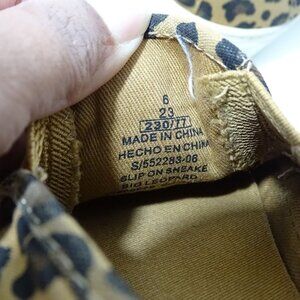 6
23
230/77
MADE IN CHINA
HECHO EN CHINA
S/552283-06
SLIP ON SNEAKE
BIG LEOPARD